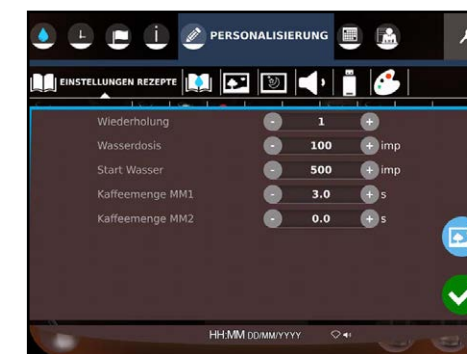 PERSONALISIERUNG
EINSTELLUNGEN REZEPTE
Wiederholung - 1 +
Wasserdosis - 100 + imp
Start Wasser - 500 + imp
Kaffeemenge MM1 - 3.0 + s
Kaffeemenge MM2 - 0.0 + s
HH:MM DD/MM/YYYY